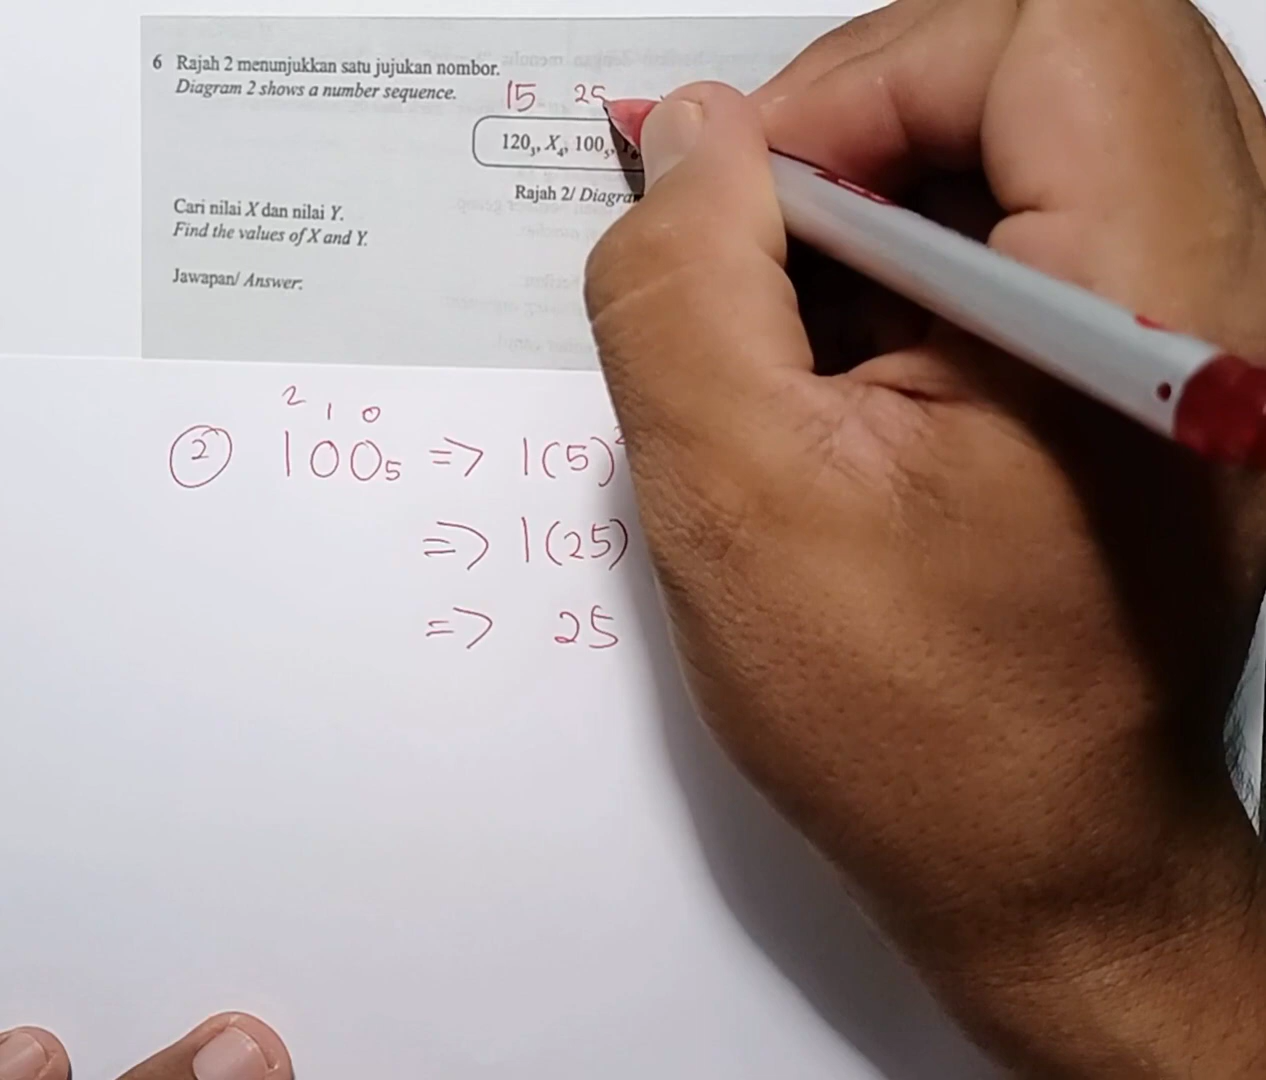 6 Rajah 2 menunjukkan satu jujukan nombor.
Diagram 2 shows a number sequence.
15 25
120₃, X₄, 100₅,
Rajah 2/ Diagram
Cari nilai X dan nilai Y.
Find the values of X and Y.
Jawapan/ Answer:
2 1 0
② 100₅ => 1(5)²
=> 1(25)
=> 25